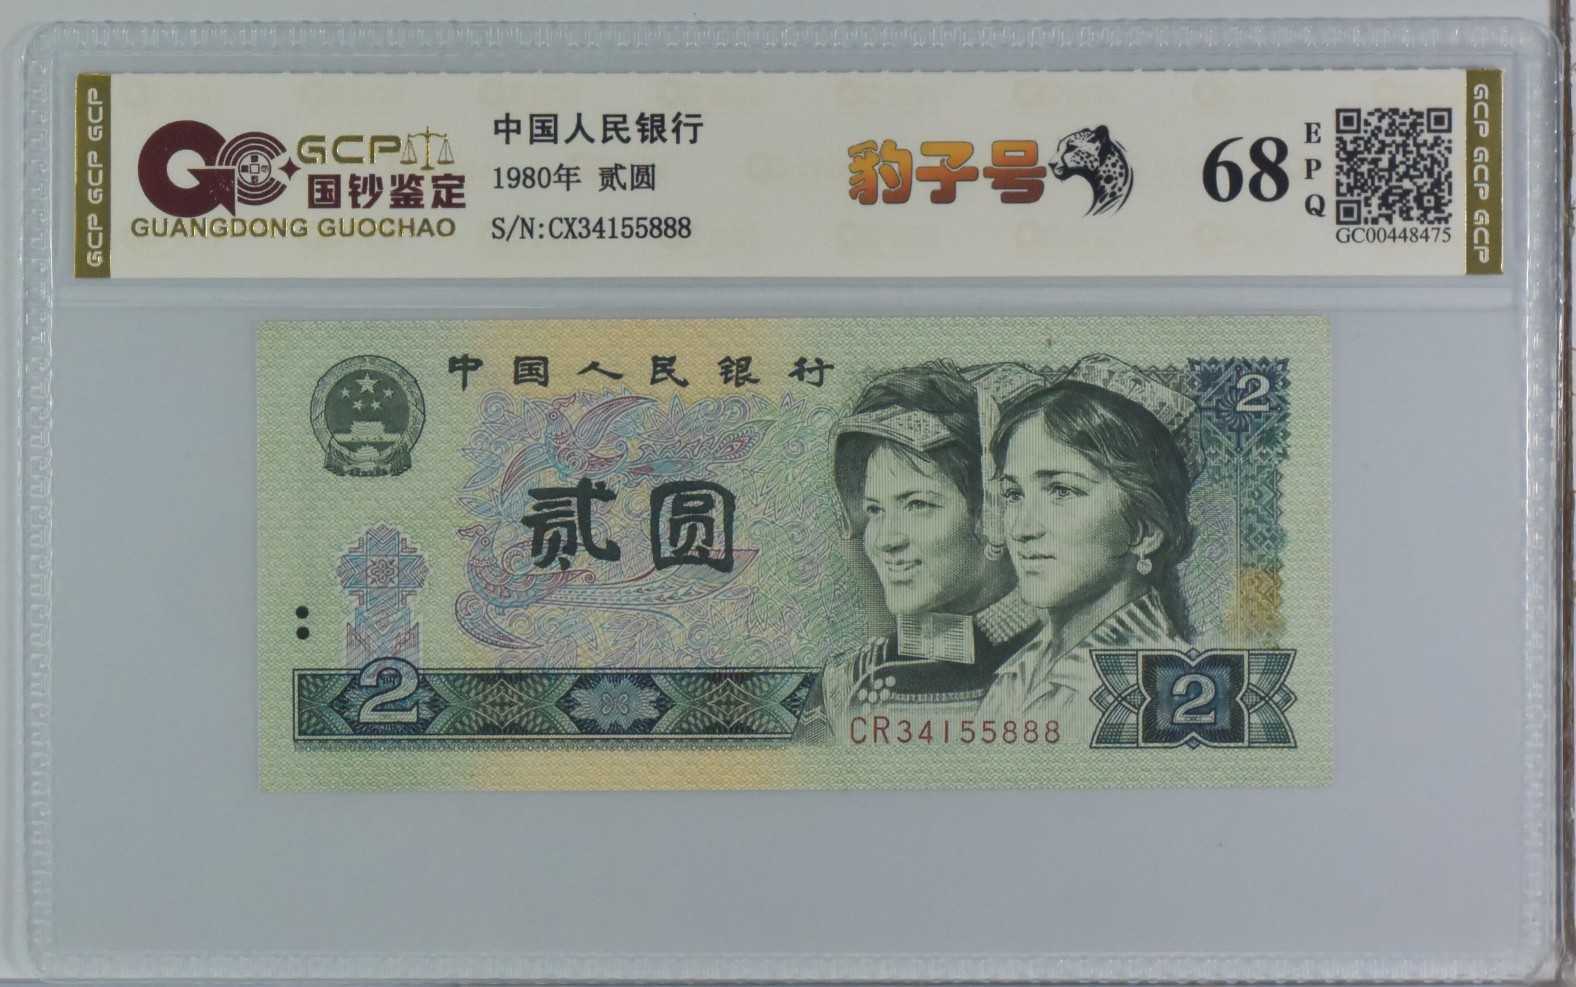 GCP GCP GCP
GCP
国钞鉴定
GUANGDONG GUOCHAO
中国人民银行
1980年 贰圆
S/N:CX34155888
豹子号
68
EPQ
GC00448475
GCP GCP GCP
中国人民银行
2
贰圆
2
CR34155888
2